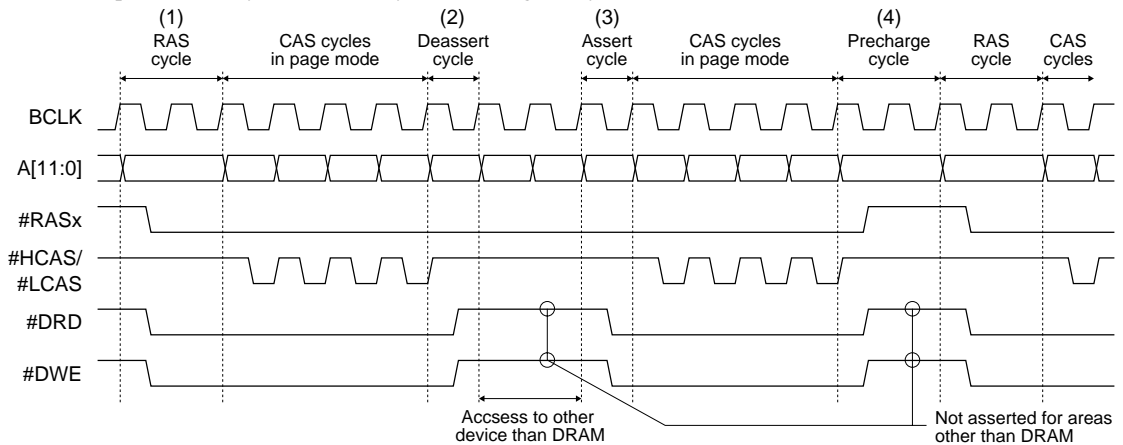 (1) (2) (3) (4)
RAS cycle
CAS cycles in page mode
Deassert cycle
Assert cycle
CAS cycles in page mode
Precharge cycle
RAS cycle
CAS cycles
BCLK
A[11:0]
#RASx
#HCAS/
#LCAS
#DRD
#DWE
Accsess to other
device than DRAM
Not asserted for areas
other than DRAM